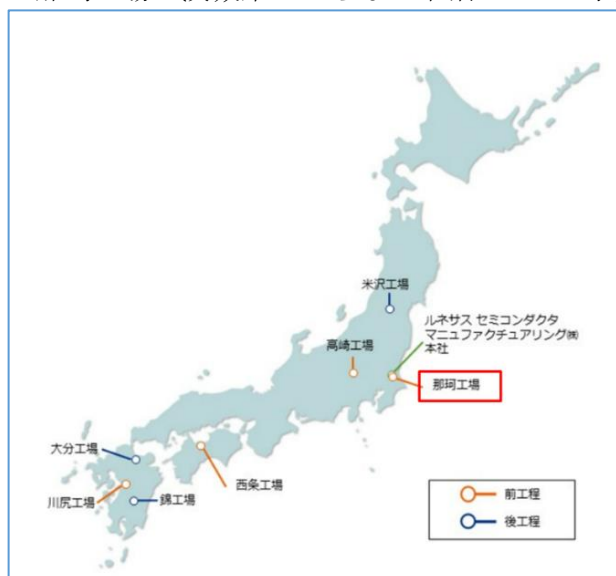 米沢工場
ルネサス セミコンダクタ
マニュファクチュアリング㈱
本社
高崎工場
那珂工場
大分工場
西条工場
川尻工場
錦工場
前工程
後工程